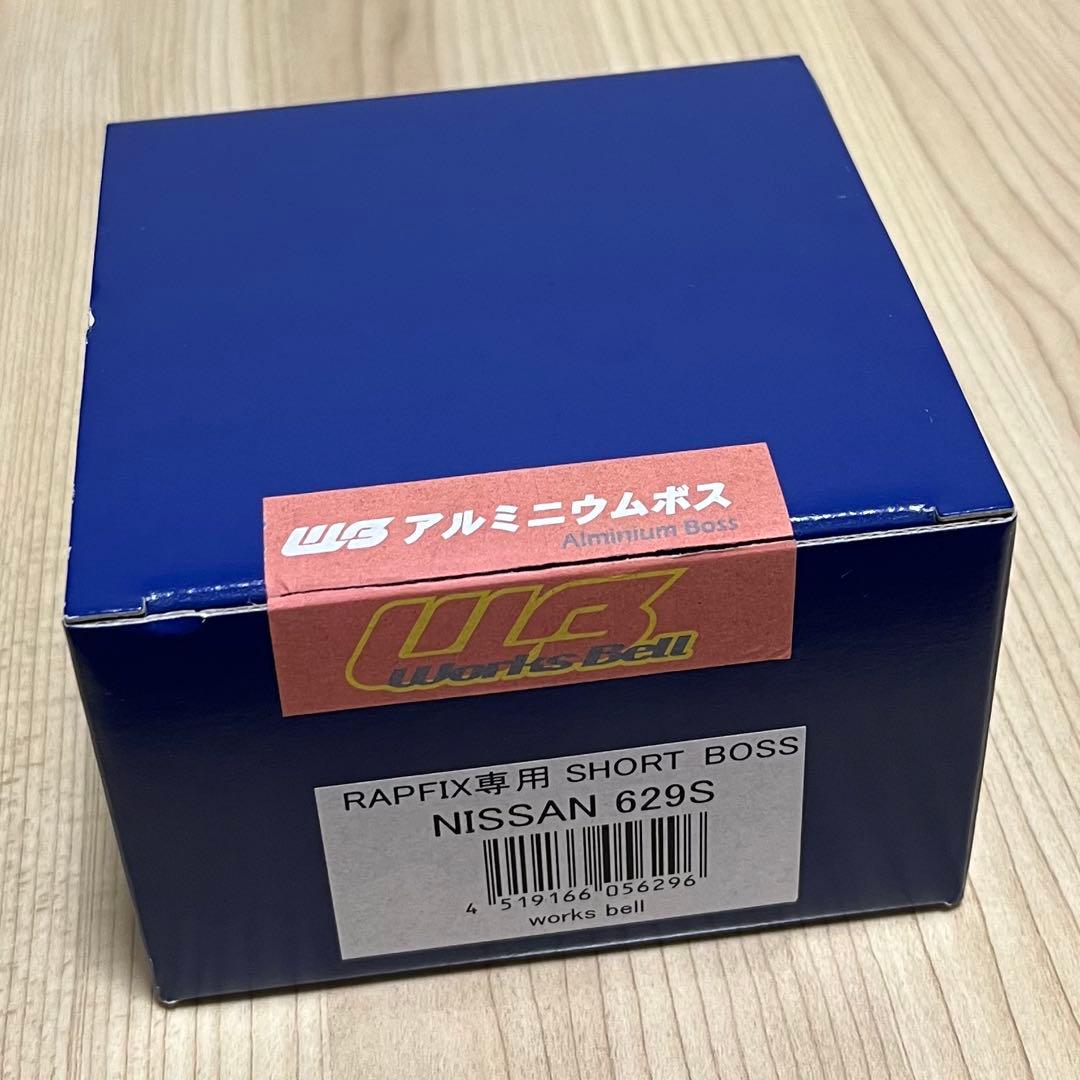 WB アルミニウムボス
Alminium Boss
WB
Works Bell
RAPFIX専用 SHORT BOSS
NISSAN 629S
4 519166 056296
works bell